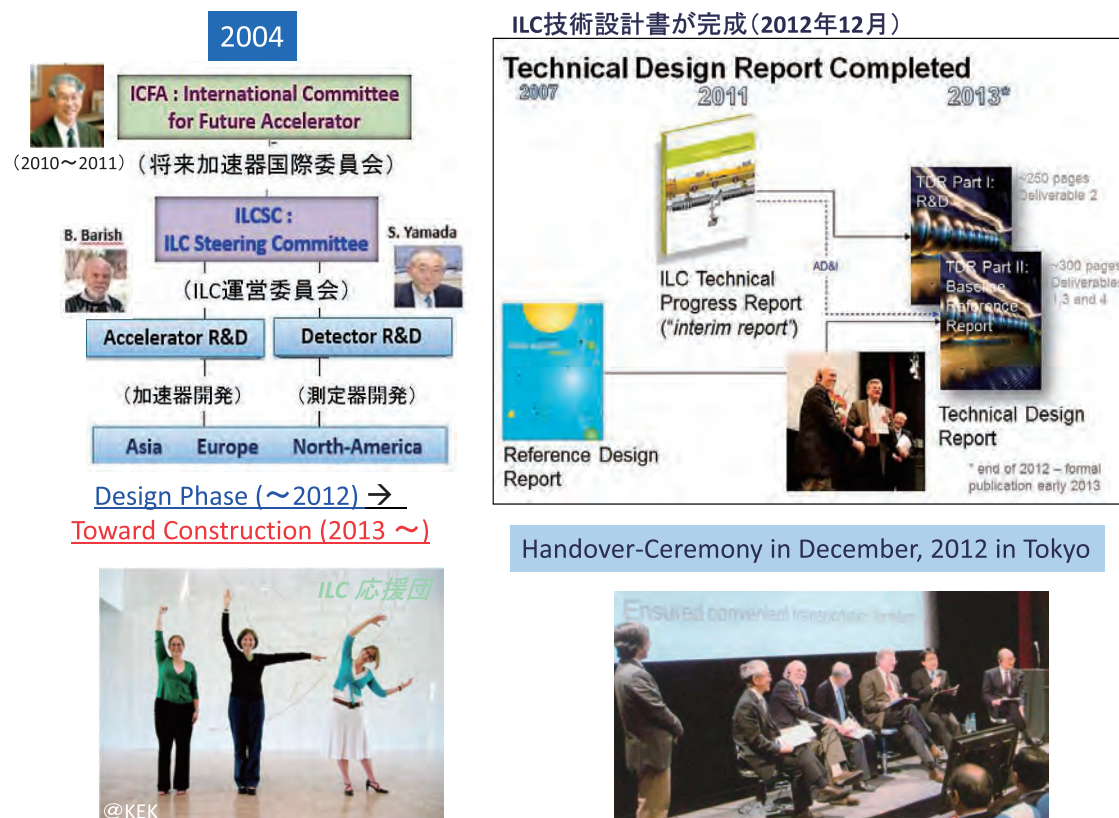 2004
ICFA : International Committee
for Future Accelerator
(2010～2011)
(将来加速器国際委員会)
ILCSC :
ILC Steering Committee
B. Barish
S. Yamada
(ILC運営委員会)
Accelerator R&D
Detector R&D
(加速器開発)
(測定器開発)
Asia Europe North-America
Design Phase (～2012) →
Toward Construction (2013 ～)
ILC 応援団
@KEK
ILC技術設計書が完成(2012年12月)
Technical Design Report Completed
2007
2011
2013*
TDR Part I:
R&D
~250 pages
Deliverable 2
AD&I
TDR Part II:
Baseline
Reference
Report
~300 pages
Deliverables
1,3 and 4
ILC Technical
Progress Report
("interim report")
Reference Design
Report
Technical Design
Report
* end of 2012 – formal
publication early 2013
Handover-Ceremony in December, 2012 in Tokyo
Ensured convenient